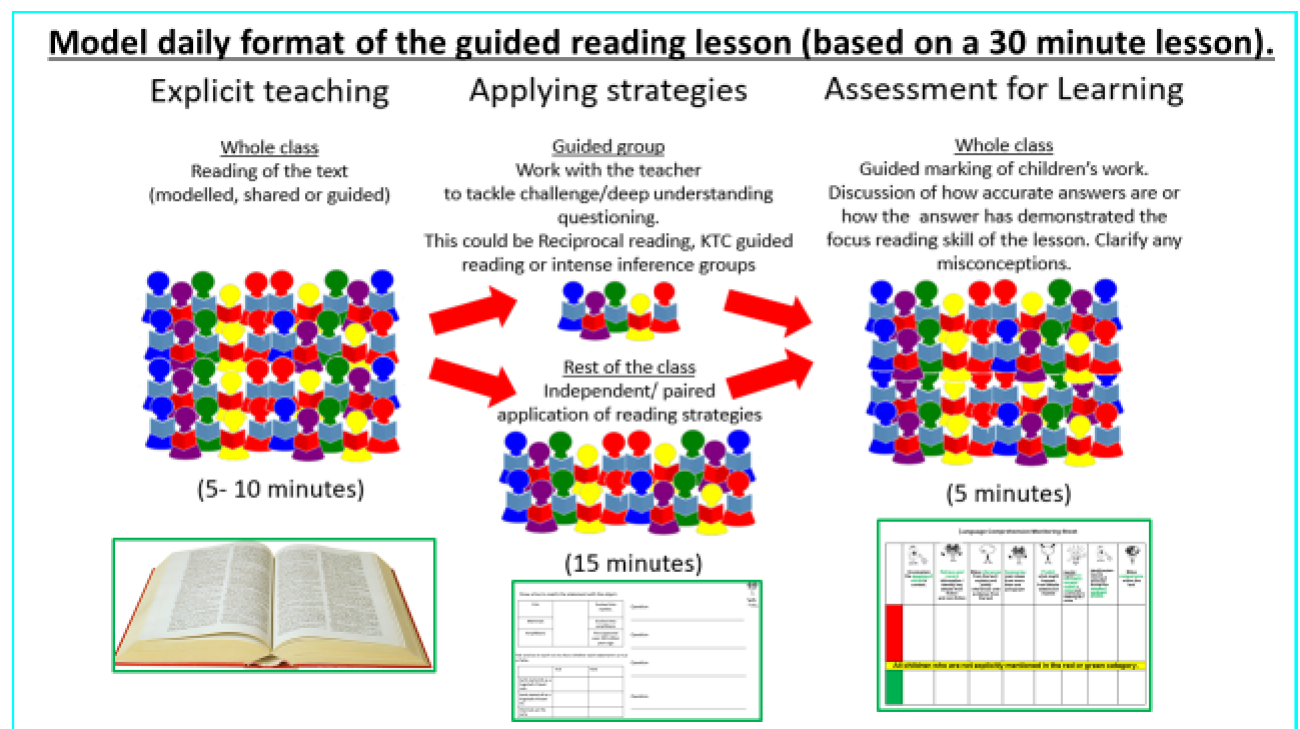 Model daily format of the guided reading lesson (based on a 30 minute lesson).
Explicit teaching
Whole class
Reading of the text
(modelled, shared or guided)
(5- 10 minutes)
Applying strategies
Guided group
Work with the teacher
to tackle challenge/deep understanding
questioning.
This could be Reciprocal reading, KTC guided
reading or intense inference groups
Rest of the class
Independent/ paired
application of reading strategies
(15 minutes)
Question
Question
Question
Question
Assessment for Learning
Whole class
Guided marking of children's work.
Discussion of how accurate answers are or
how the answer has demonstrated the
focus reading skill of the lesson. Clarify any
misconceptions.
(5 minutes)
Language Comprehension Monitoring Sheet
All children who are not explicitly mentioned in the red or green category.